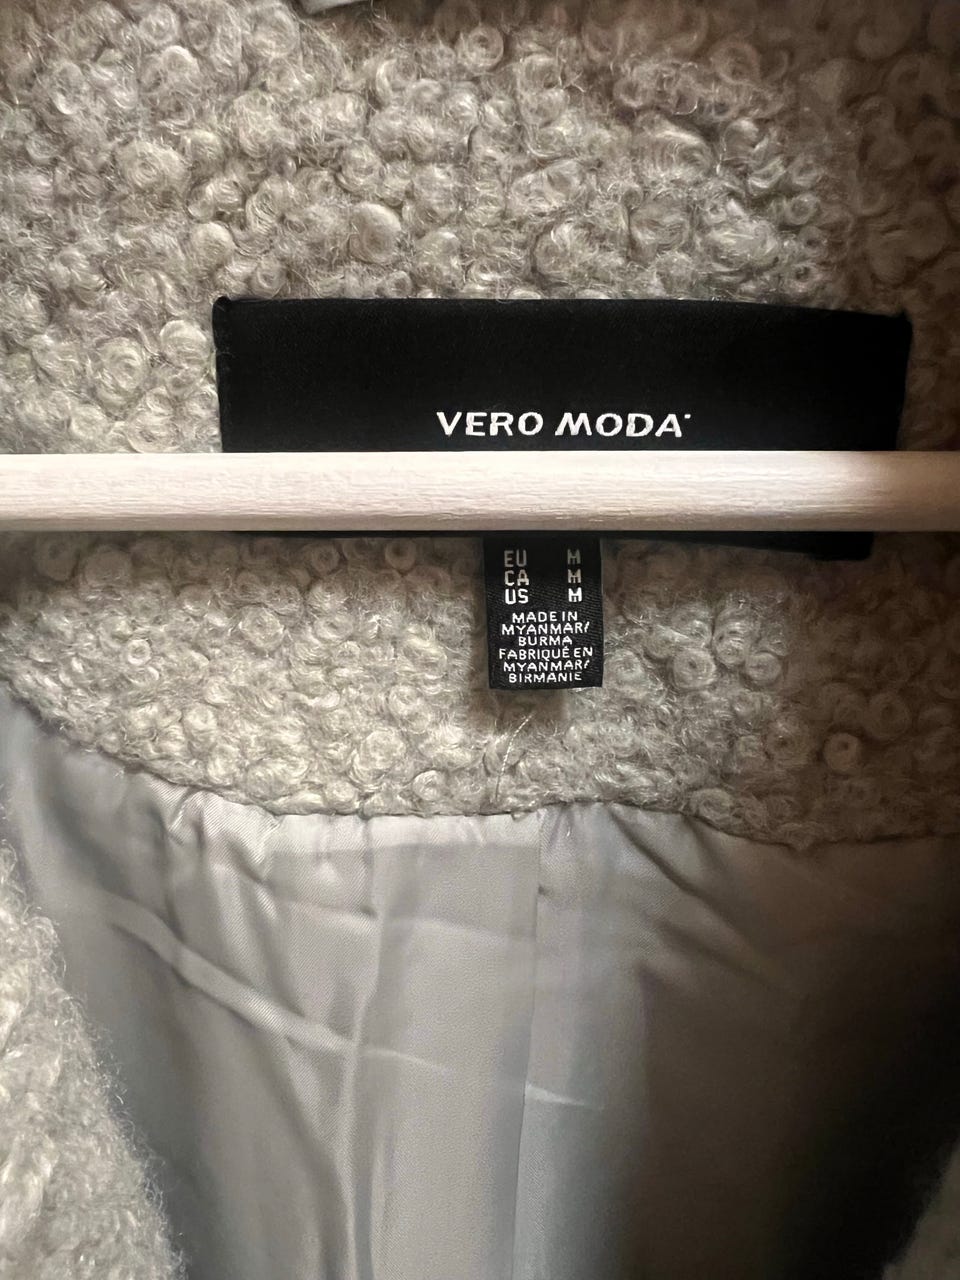 VERO MODA
EU M
CA M
US M
MADE IN
MYANMAR/
BURMA
FABRIQUÉ EN
MYANMAR/
BIRMANIE